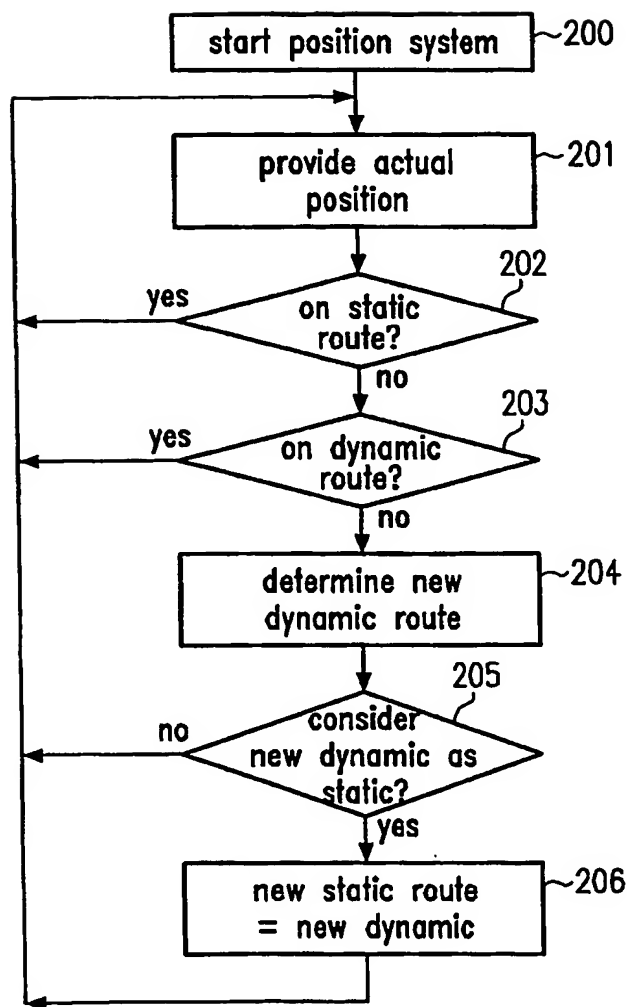 start position system
200
provide actual
position
201
202
yes
on static
route?
no
203
yes
on dynamic
route?
no
determine new
dynamic route
204
205
no
consider
new dynamic as
static?
yes
new static route
= new dynamic
206